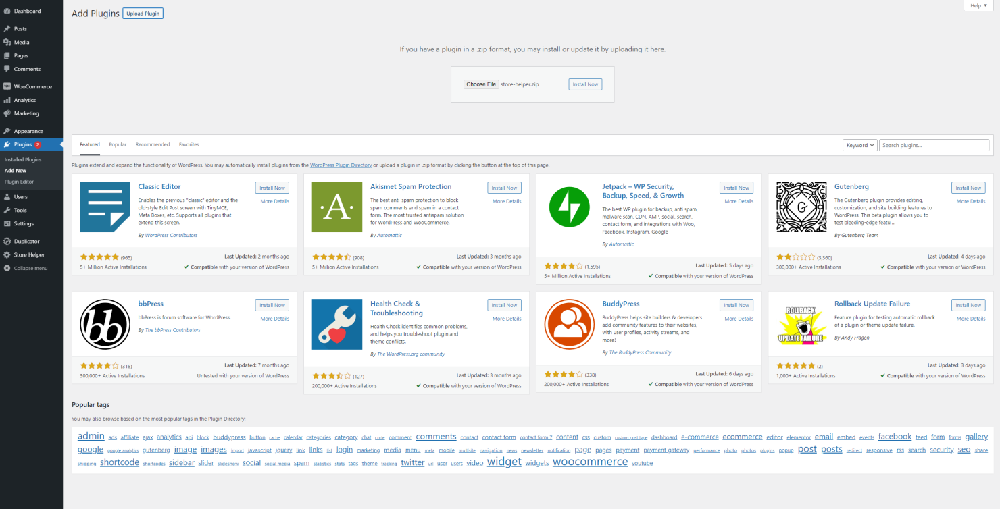 Dashboard
Posts
Media
Pages
Comments
WooCommerce
Analytics
Marketing
Appearance
Plugins 2
Installed Plugins
Add New
Plugin Editor
Users
Tools
Settings
Duplicator
Store Helper
Collapse menu
Help ▼
Add Plugins Upload Plugin
If you have a plugin in a .zip format, you may install or update it by uploading it here.
Choose File store-helper.zip Install Now
Featured Popular Recommended Favorites Keyword Search plugins...
Plugins extend and expand the functionality of WordPress. You may automatically install plugins from the WordPress Plugin Directory or upload a plugin in .zip format by clicking the button at the top of this page.
Classic Editor
Install Now
More Details
Enables the previous "classic" editor and the
old-style Edit Post screen with TinyMCE,
Meta Boxes, etc. Supports all plugins that
extend this screen.
By WordPress Contributors
(965) Last Updated: 2 months ago
5+ Million Active Installations ✔ Compatible with your version of WordPress
·A·
Akismet Spam Protection
Install Now
More Details
The best anti-spam protection to block
spam comments and spam in a contact
form. The most trusted antispam solution
for WordPress and WooCommerce.
By Automattic
(908) Last Updated: 3 months ago
5+ Million Active Installations ✔ Compatible with your version of WordPress
Jetpack – WP Security,
Backup, Speed, & Growth
Install Now
More Details
The best WP plugin for backup, anti spam,
malware scan, CDN, AMP, social, search,
contact form, and integrations with Woo,
Facebook, Instagram, Google
By Automattic
(1,595) Last Updated: 5 days ago
5+ Million Active Installations ✔ Compatible with your version of WordPress
G
Gutenberg
Install Now
More Details
The Gutenberg plugin provides editing,
customization, and site building features to
WordPress. This beta plugin allows you to
test bleeding-edge featu ...
By Gutenberg Team
(3,360) Last Updated: 4 days ago
300,000+ Active Installations ✔ Compatible with your version of WordPress
bb
bbPress
Install Now
More Details
bbPress is forum software for WordPress.
By The bbPress Contributors
(318) Last Updated: 7 months ago
300,000+ Active Installations Untested with your version of WordPress
Health Check &
Troubleshooting
Install Now
More Details
Health Check identifies common problems,
and helps you troubleshoot plugin and
theme conflicts.
By The WordPress.org community
(127) Last Updated: 3 months ago
200,000+ Active Installations ✔ Compatible with your version of WordPress
BuddyPress
Install Now
More Details
BuddyPress helps site builders & developers
add community features to their websites,
with user profiles, activity streams, and
more!
By The BuddyPress Community
(338) Last Updated: 6 days ago
200,000+ Active Installations ✔ Compatible with your version of WordPress
ROLLBACK
UPDATE FAILURE
Rollback Update Failure
Install Now
More Details
Feature plugin for testing automatic rollback
of a plugin or theme update failure.
By Andy Fragen
(2) Last Updated: 3 days ago
1,000+ Active Installations ✔ Compatible with your version of WordPress
Popular tags
You may also browse based on the most popular tags in the Plugin Directory:
admin ads affiliate ajax analytics api block buddypress button cache calendar categories category chat code comment comments contact contact form contact form 7 content css custom custom post type dashboard e-commerce ecommerce editor elementor email embed events facebook feed form forms gallery
google google analytics gutenberg image images import javascript jquery link links list login marketing media menu meta mobile multisite navigation news newsletter notification page pages payment payment gateway performance photo photos plugins popup post posts redirect responsive rss search security seo share
shipping shortcode shortcodes sidebar slider slideshow social social media spam statistics stats tags theme tracking twitter url user users video widget widgets woocommerce youtube